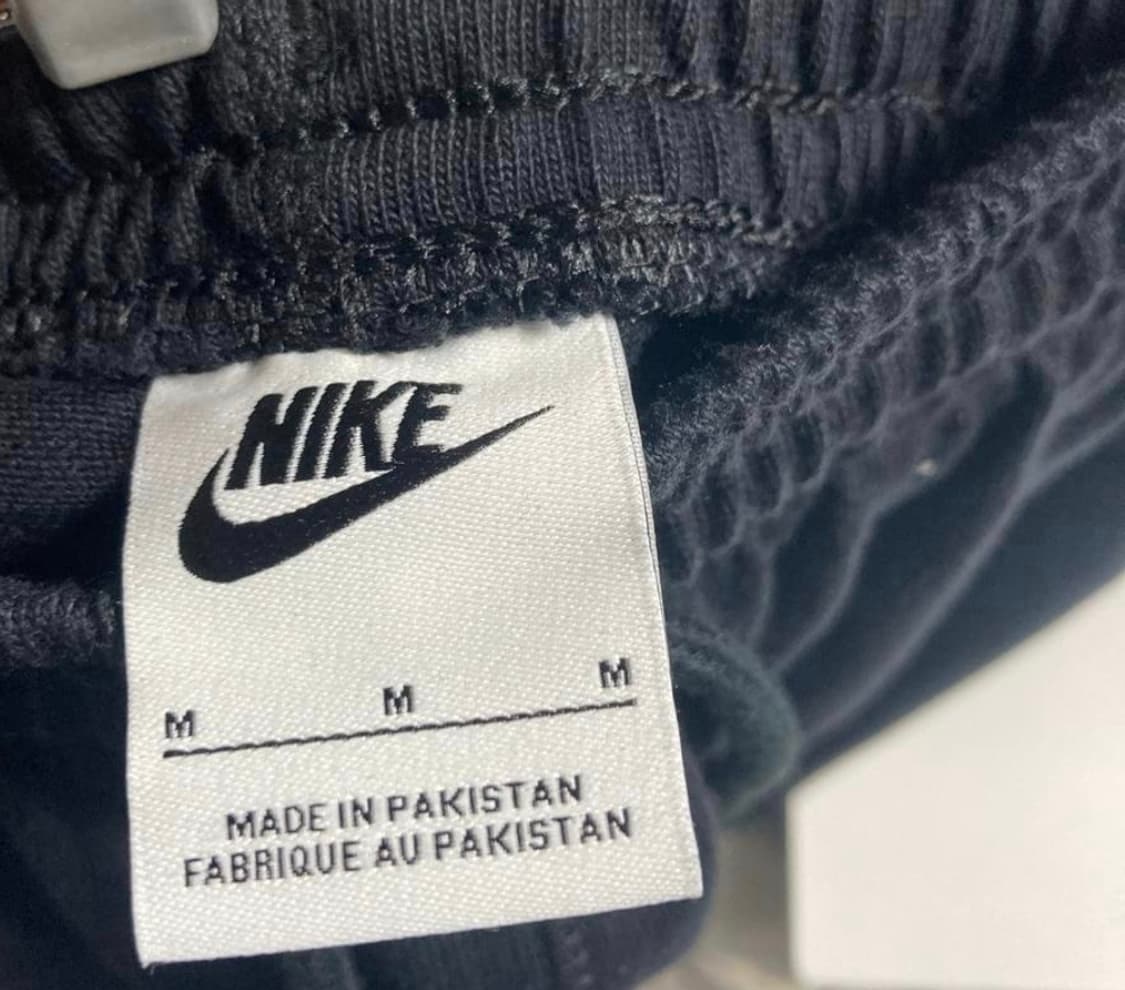 NIKE
M M M
MADE IN PAKISTAN
FABRIQUE AU PAKISTAN